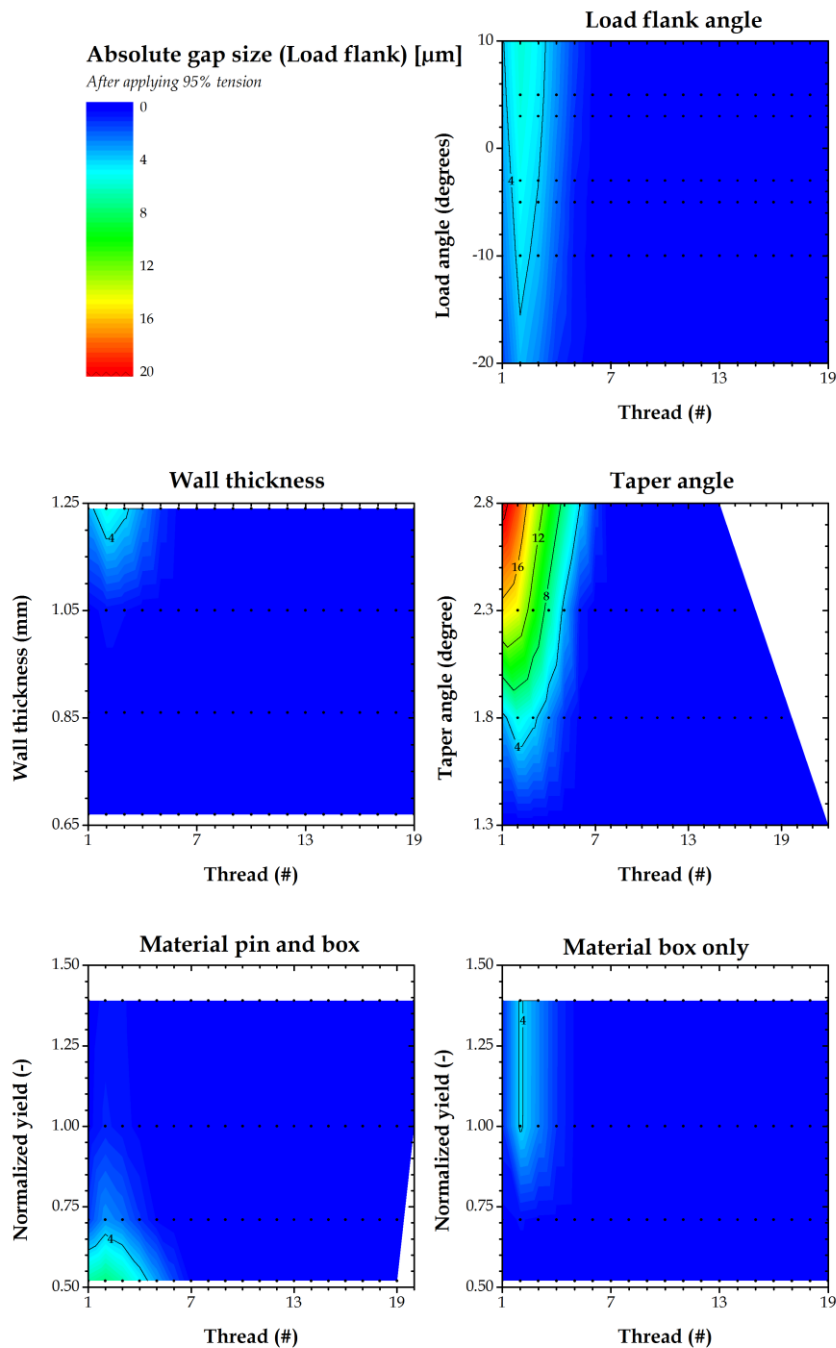 Absolute gap size (Load flank) [µm]
After applying 95% tension
0
4
8
12
16
20
Load flank angle
10
0
-10
-20
4
Load angle (degrees)
1 7 13 19
Thread (#)
Wall thickness
1.25
1.05
0.85
0.65
4
Wall thickness (mm)
1 7 13 19
Thread (#)
Taper angle
2.8
2.3
1.8
1.3
12
16
8
4
Taper angle (degree)
1 7 13 19
Thread (#)
Material pin and box
1.50
1.25
1.00
0.75
0.50
4
Normalized yield (-)
1 7 13 19
Thread (#)
Material box only
1.50
1.25
1.00
0.75
0.50
4
Normalized yield (-)
1 7 13 19
Thread (#)